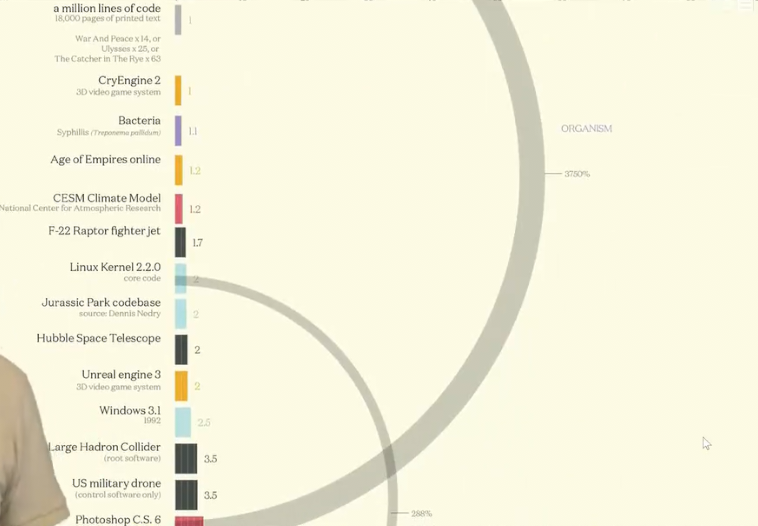 a million lines of code
18,000 pages of printed text
1
War And Peace x 14, or
Ulysses x 25, or
The Catcher in The Rye x 63
CryEngine 2
3D video game system
1
Bacteria
Syphilis (Treponema pallidum)
1.1
ORGANISM
Age of Empires online
1.2
3750%
CESM Climate Model
National Center for Atmospheric Research
1.2
F-22 Raptor fighter jet
1.7
Linux Kernel 2.2.0
core code
2
Jurassic Park codebase
source: Dennis Nedry
2
Hubble Space Telescope
2
Unreal engine 3
3D video game system
2
Windows 3.1
1992
2.5
Large Hadron Collider
(root software)
3.5
US military drone
(control software only)
3.5
288%
Photoshop C.S. 6